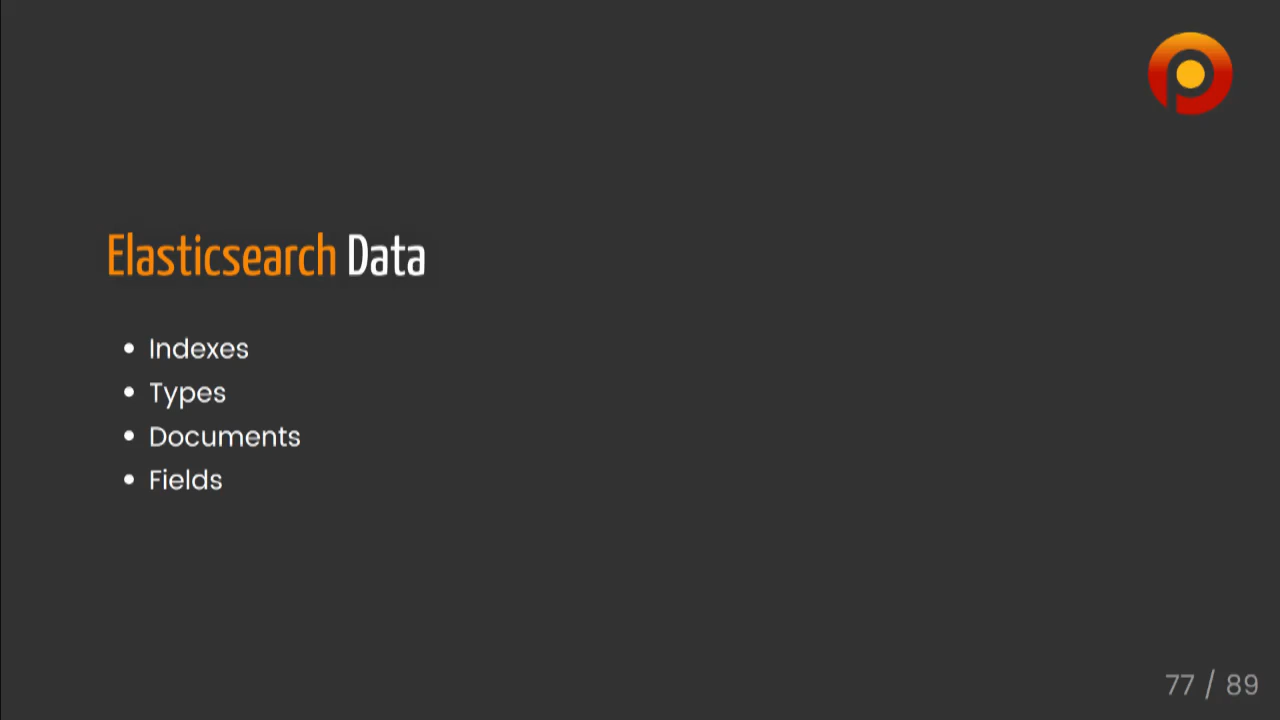 Elasticsearch Data
Indexes
Types
Documents
Fields
77 / 89